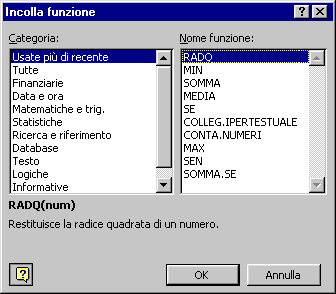 Incolla funzione
Categoria:
Nome funzione:
Usate più di recente
Tutte
Finanziarie
Data e ora
Matematiche e trig.
Statistiche
Ricerca e riferimento
Database
Testo
Logiche
Informative
RADQ
MIN
SOMMA
MEDIA
SE
COLLEG.IPERTESTUALE
CONTA.NUMERI
MAX
SEN
SOMMA.SE
RADQ(num)
Restituisce la radice quadrata di un numero.
OK
Annulla